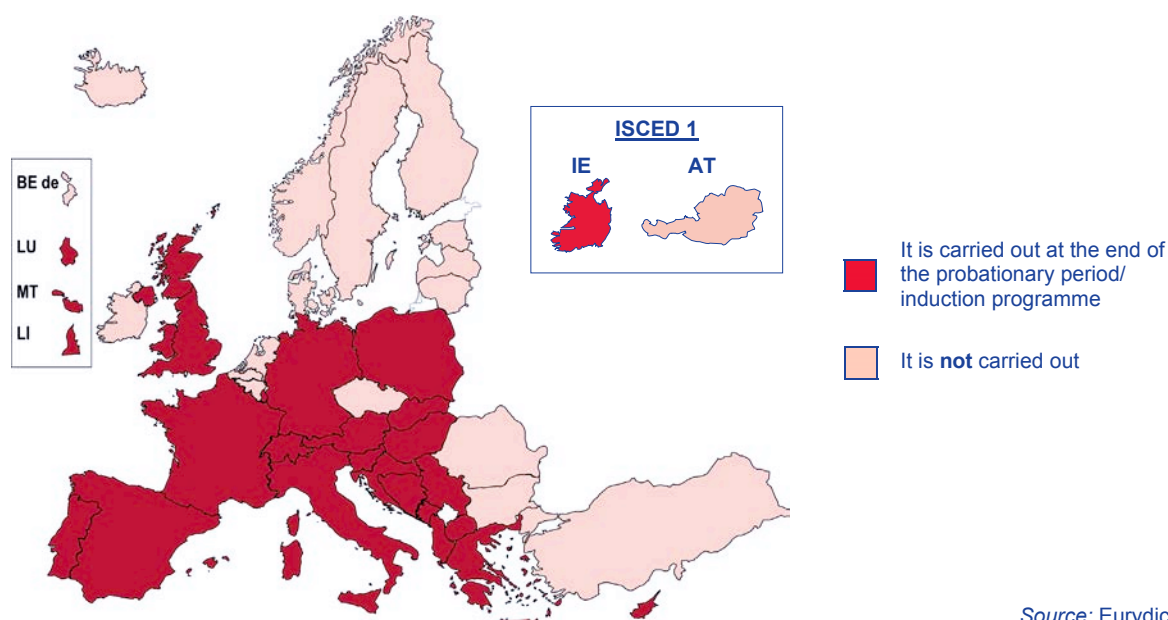 BE de
LU
MT
LI
ISCED 1
IE AT
It is carried out at the end of
the probationary period/
induction programme
It is not carried out
Source: